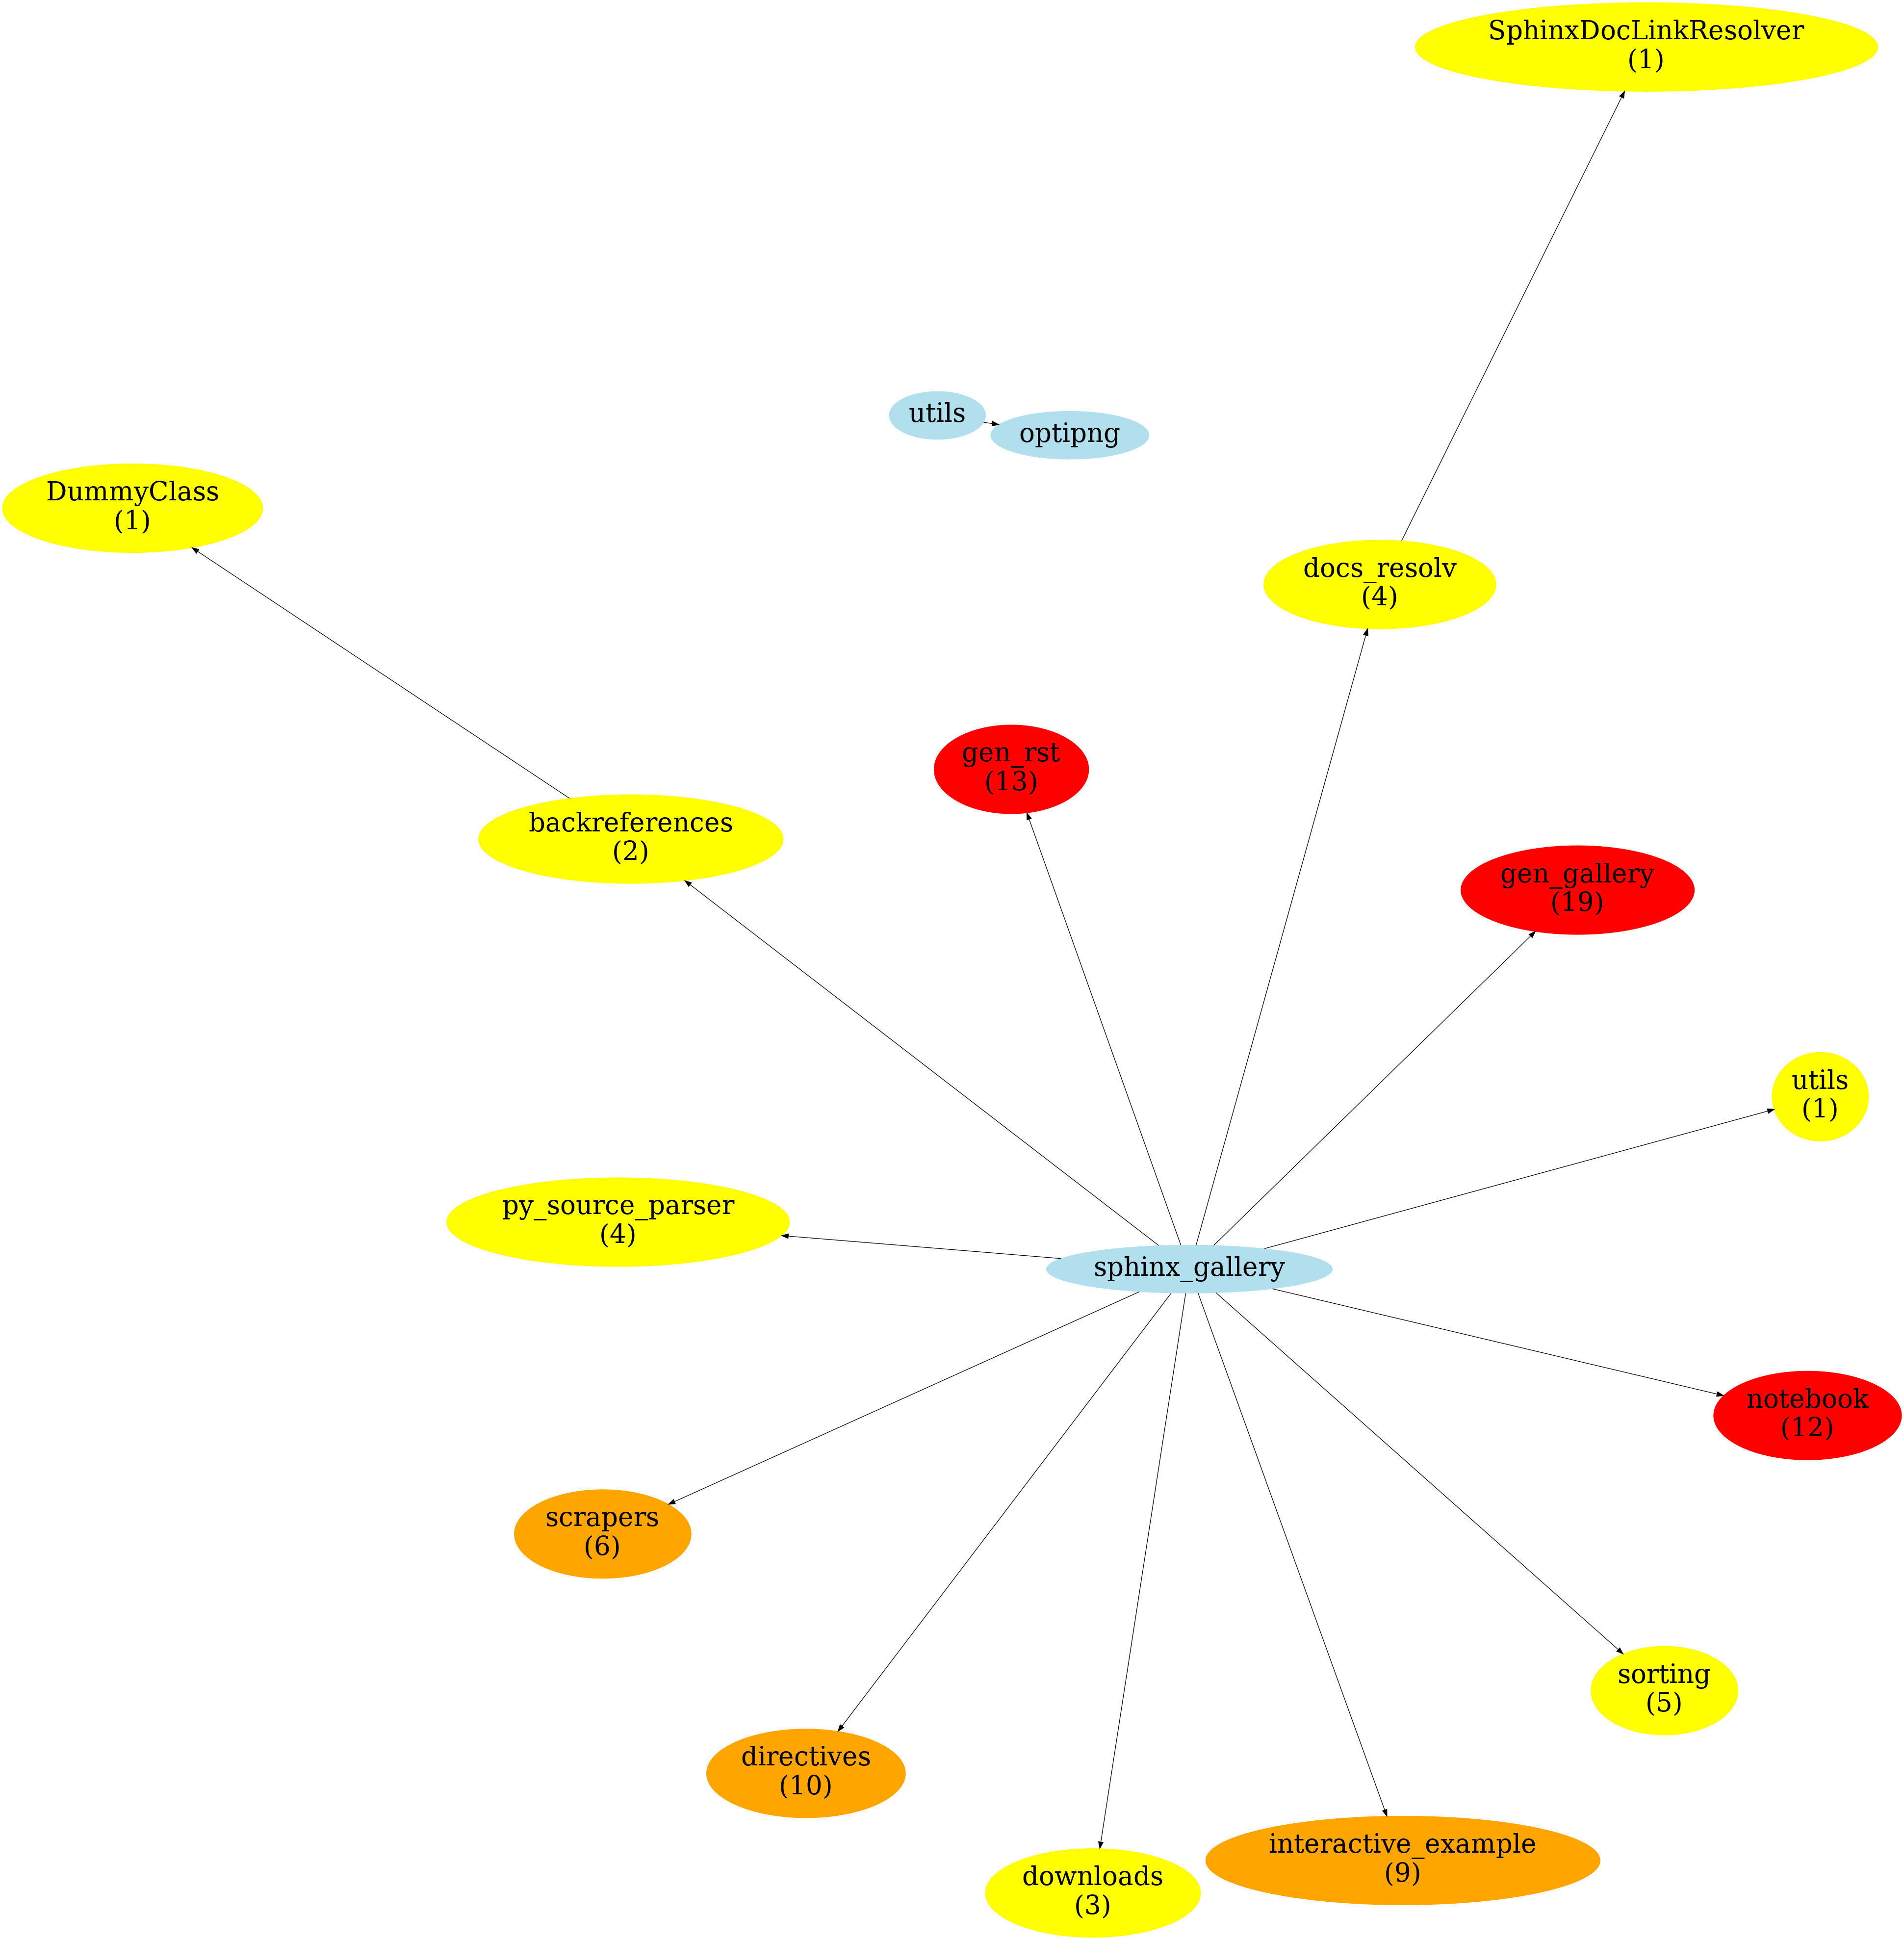 SphinxDocLinkResolver
(1)
utils
optipng
DummyClass
(1)
docs_resolv
(4)
gen_rst
(13)
backreferences
(2)
gen_gallery
(19)
utils
(1)
py_source_parser
(4)
sphinx_gallery
notebook
(12)
scrapers
(6)
sorting
(5)
directives
(10)
interactive_example
(9)
downloads
(3)